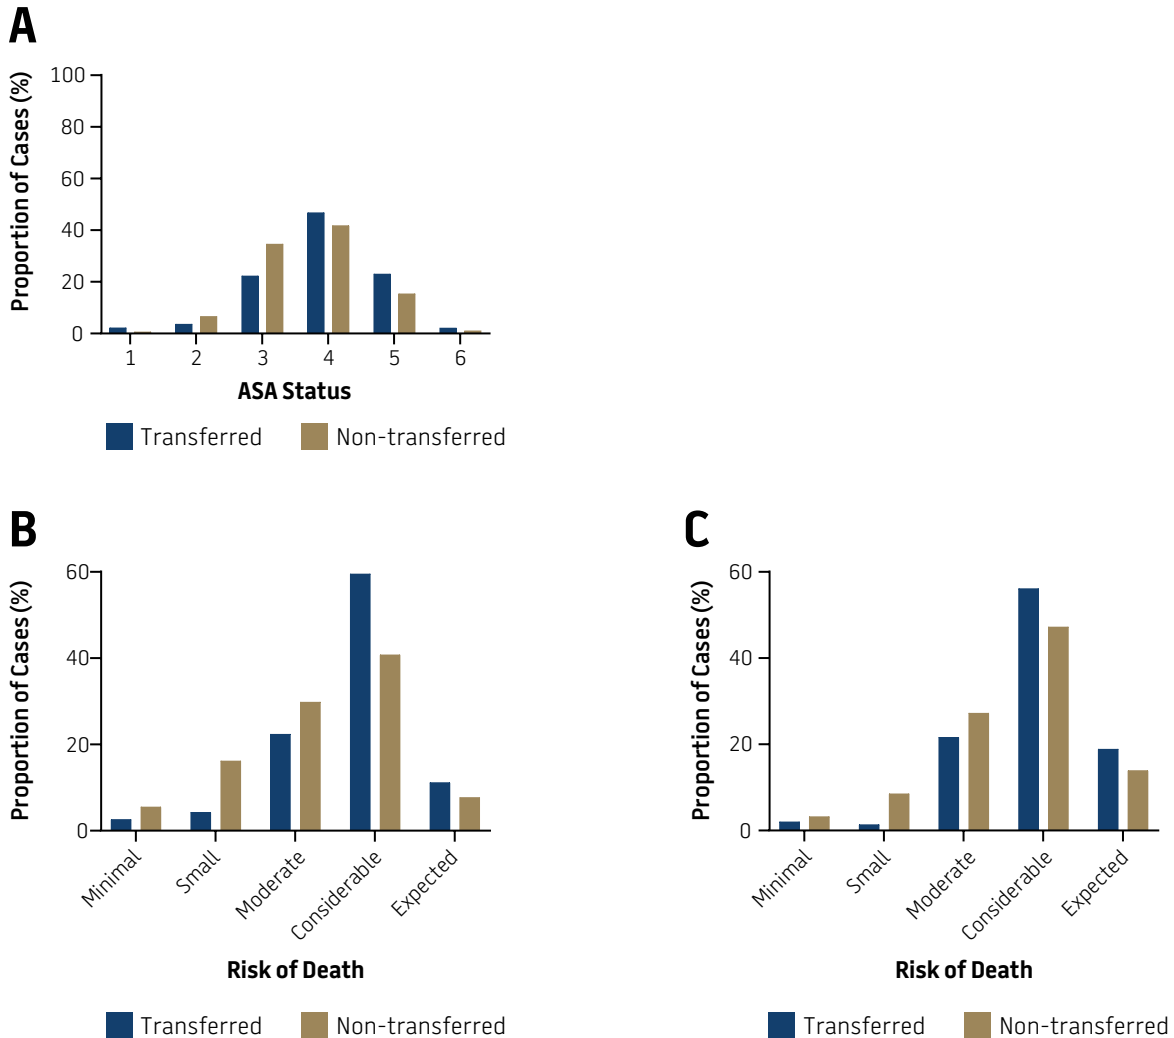 A
Proportion of Cases (%)
100
80
60
40
20
0
1 2 3 4 5 6
ASA Status
Transferred Non-transferred
B
Proportion of Cases (%)
60
40
20
0
Minimal Small Moderate Considerable Expected
Risk of Death
Transferred Non-transferred
C
Proportion of Cases (%)
60
40
20
0
Minimal Small Moderate Considerable Expected
Risk of Death
Transferred Non-transferred